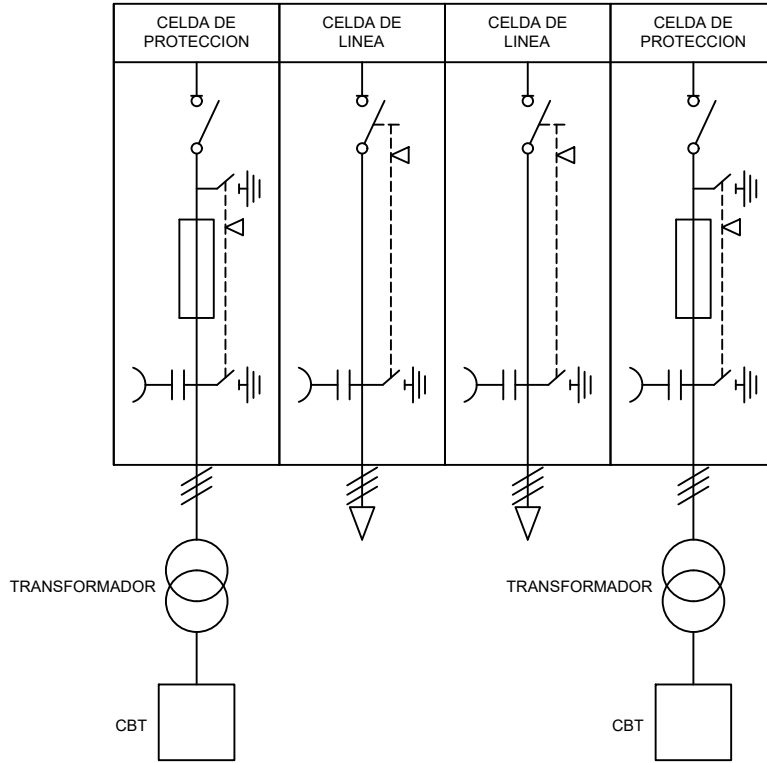 CELDA DE
PROTECCION
CELDA DE
LINEA
CELDA DE
LINEA
CELDA DE
PROTECCION
TRANSFORMADOR
TRANSFORMADOR
CBT
CBT